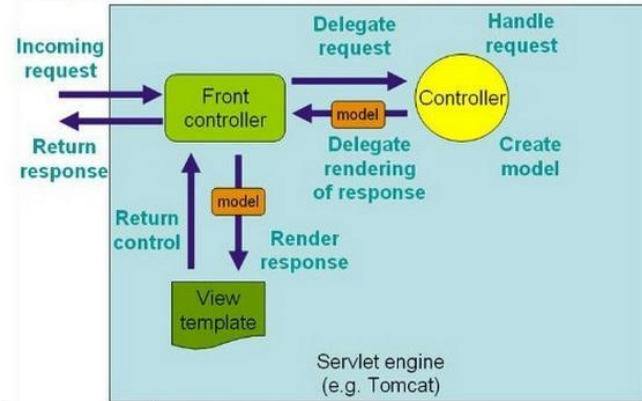 Incoming
request
Return
response
Delegate
request
Handle
request
Front
controller
Controller
model
Delegate
rendering
of response
Create
model
Return
control
model
Render
response
View
template
Servlet engine
(e.g. Tomcat)